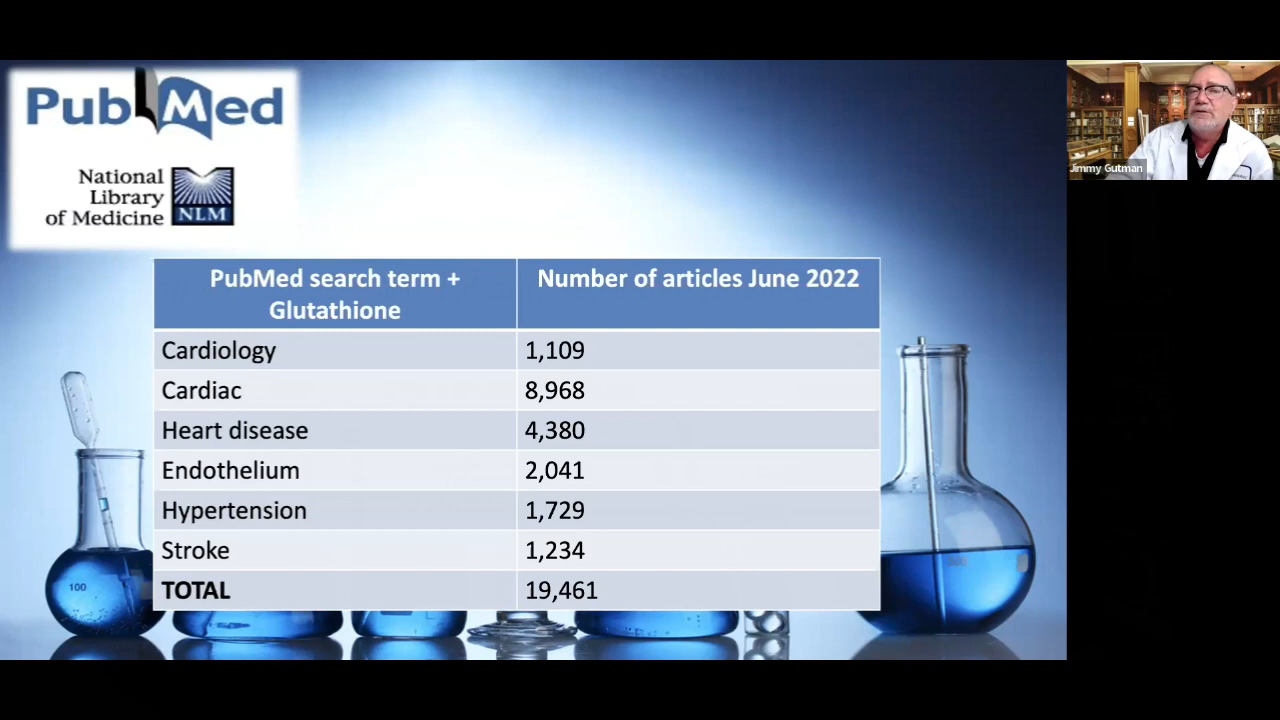 PubMed
National
Library
of Medicine
NLM
Jimmy Gutman
PubMed search term +
Glutathione
Number of articles June 2022
Cardiology
1,109
Cardiac
8,968
Heart disease
4,380
Endothelium
2,041
Hypertension
1,729
Stroke
1,234
TOTAL
19,461
100